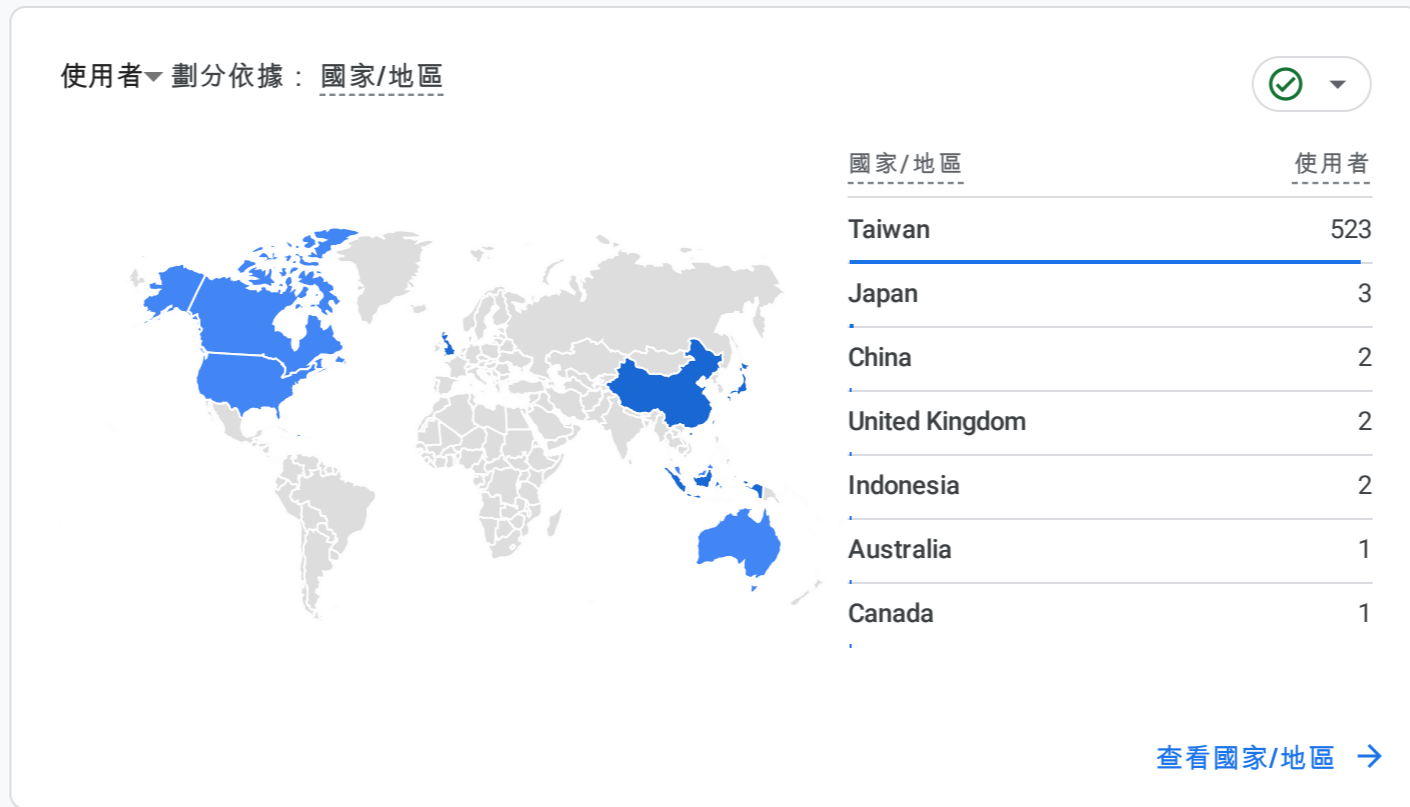 使用者 劃分依據： 國家/地區
國家/地區 使用者
Taiwan 523
Japan 3
China 2
United Kingdom 2
Indonesia 2
Australia 1
Canada 1
查看國家/地區